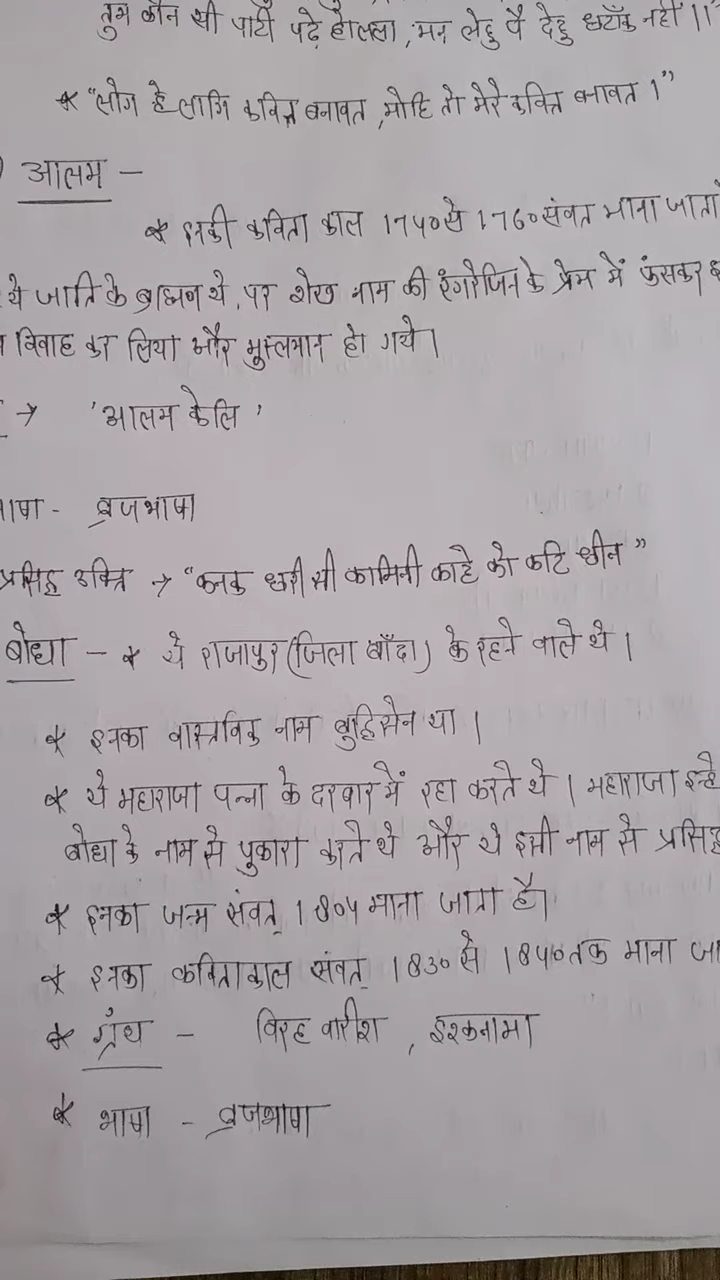 तुम कौन धौ पाटी पढ़े हौ लला, मन लेहु पै देहु छटाँक नहीं।।"
* "लोग है लागि कवित्त बनावत, मोहि तो मेरे कवित्त बनावत।"
आलम -
* इनकी कविता काल 1740 से 1760 संवत माना जाता
ये जाति के ब्राह्मन थे, पर शेख नाम की रंगरेजिन के प्रेम में फंसकर
विवाह कर लिया और मुस्लमान हो गये।
→ 'आलम केलि'
भाषा - ब्रजभाषा
प्रसिद्ध उक्ति → "कनक छरी सी कामिनी काहे को कटि छीन"
बोधा - * ये राजापुर (जिला बाँदा) के रहने वाले थे।
* इनका वास्तविक नाम बुद्धिसेन था।
* ये महाराजा पन्ना के दरबार में रहा करते थे। महाराजा इन्हे
बोधा के नाम से पुकारा करते थे और ये इसी नाम से प्रसिद्ध
* इनका जन्म संवत् 1804 माना जाता है।
* इनका कविताकाल संवत् 1830 से 1840 तक माना जा
* ग्रंथ - विरह वारीश, इश्कनामा
* भाषा - ब्रजभाषा